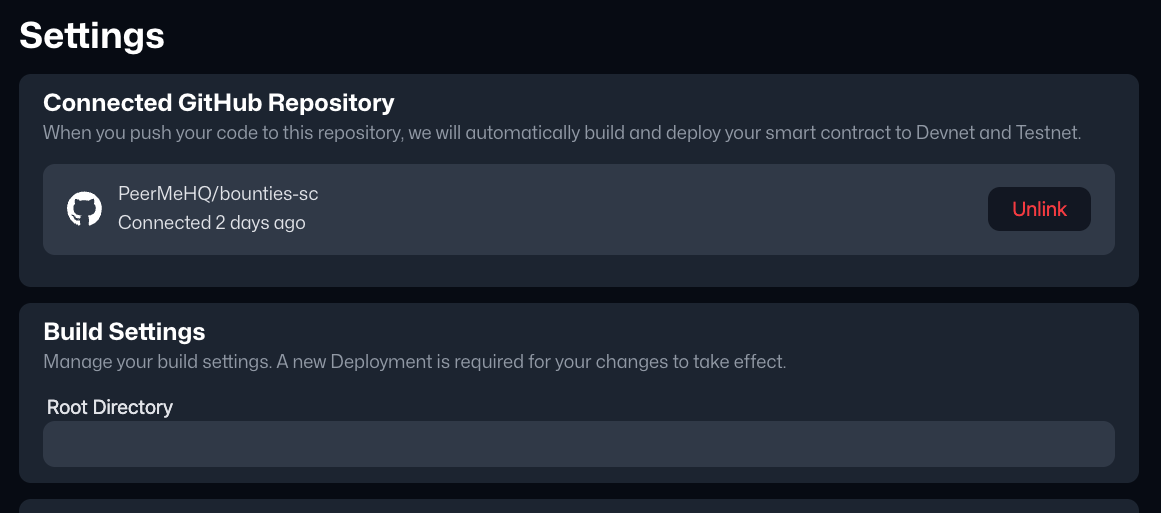 Settings
Connected GitHub Repository
When you push your code to this repository, we will automatically build and deploy your smart contract to Devnet and Testnet.
PeerMeHQ/bounties-sc
Connected 2 days ago
Unlink
Build Settings
Manage your build settings. A new Deployment is required for your changes to take effect.
Root Directory